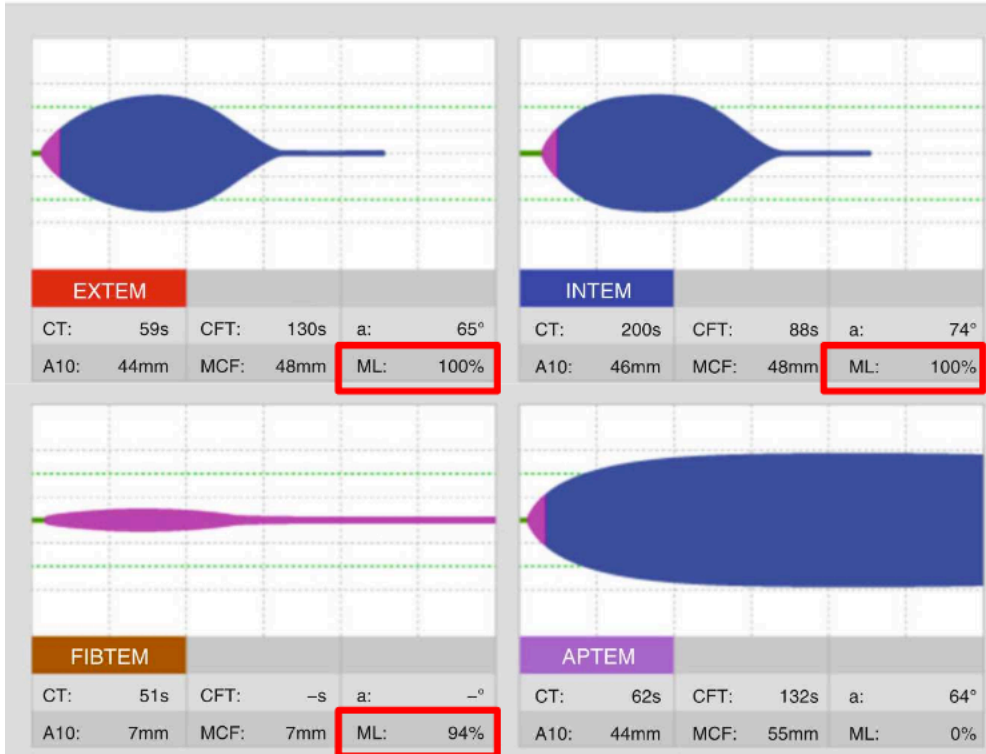 EXTEM
CT: 59s CFT: 130s a: 65°
A10: 44mm MCF: 48mm ML: 100%
INTEM
CT: 200s CFT: 88s a: 74°
A10: 46mm MCF: 48mm ML: 100%
FIBTEM
CT: 51s CFT: –s a: –°
A10: 7mm MCF: 7mm ML: 94%
APTEM
CT: 62s CFT: 132s a: 64°
A10: 44mm MCF: 55mm ML: 0%